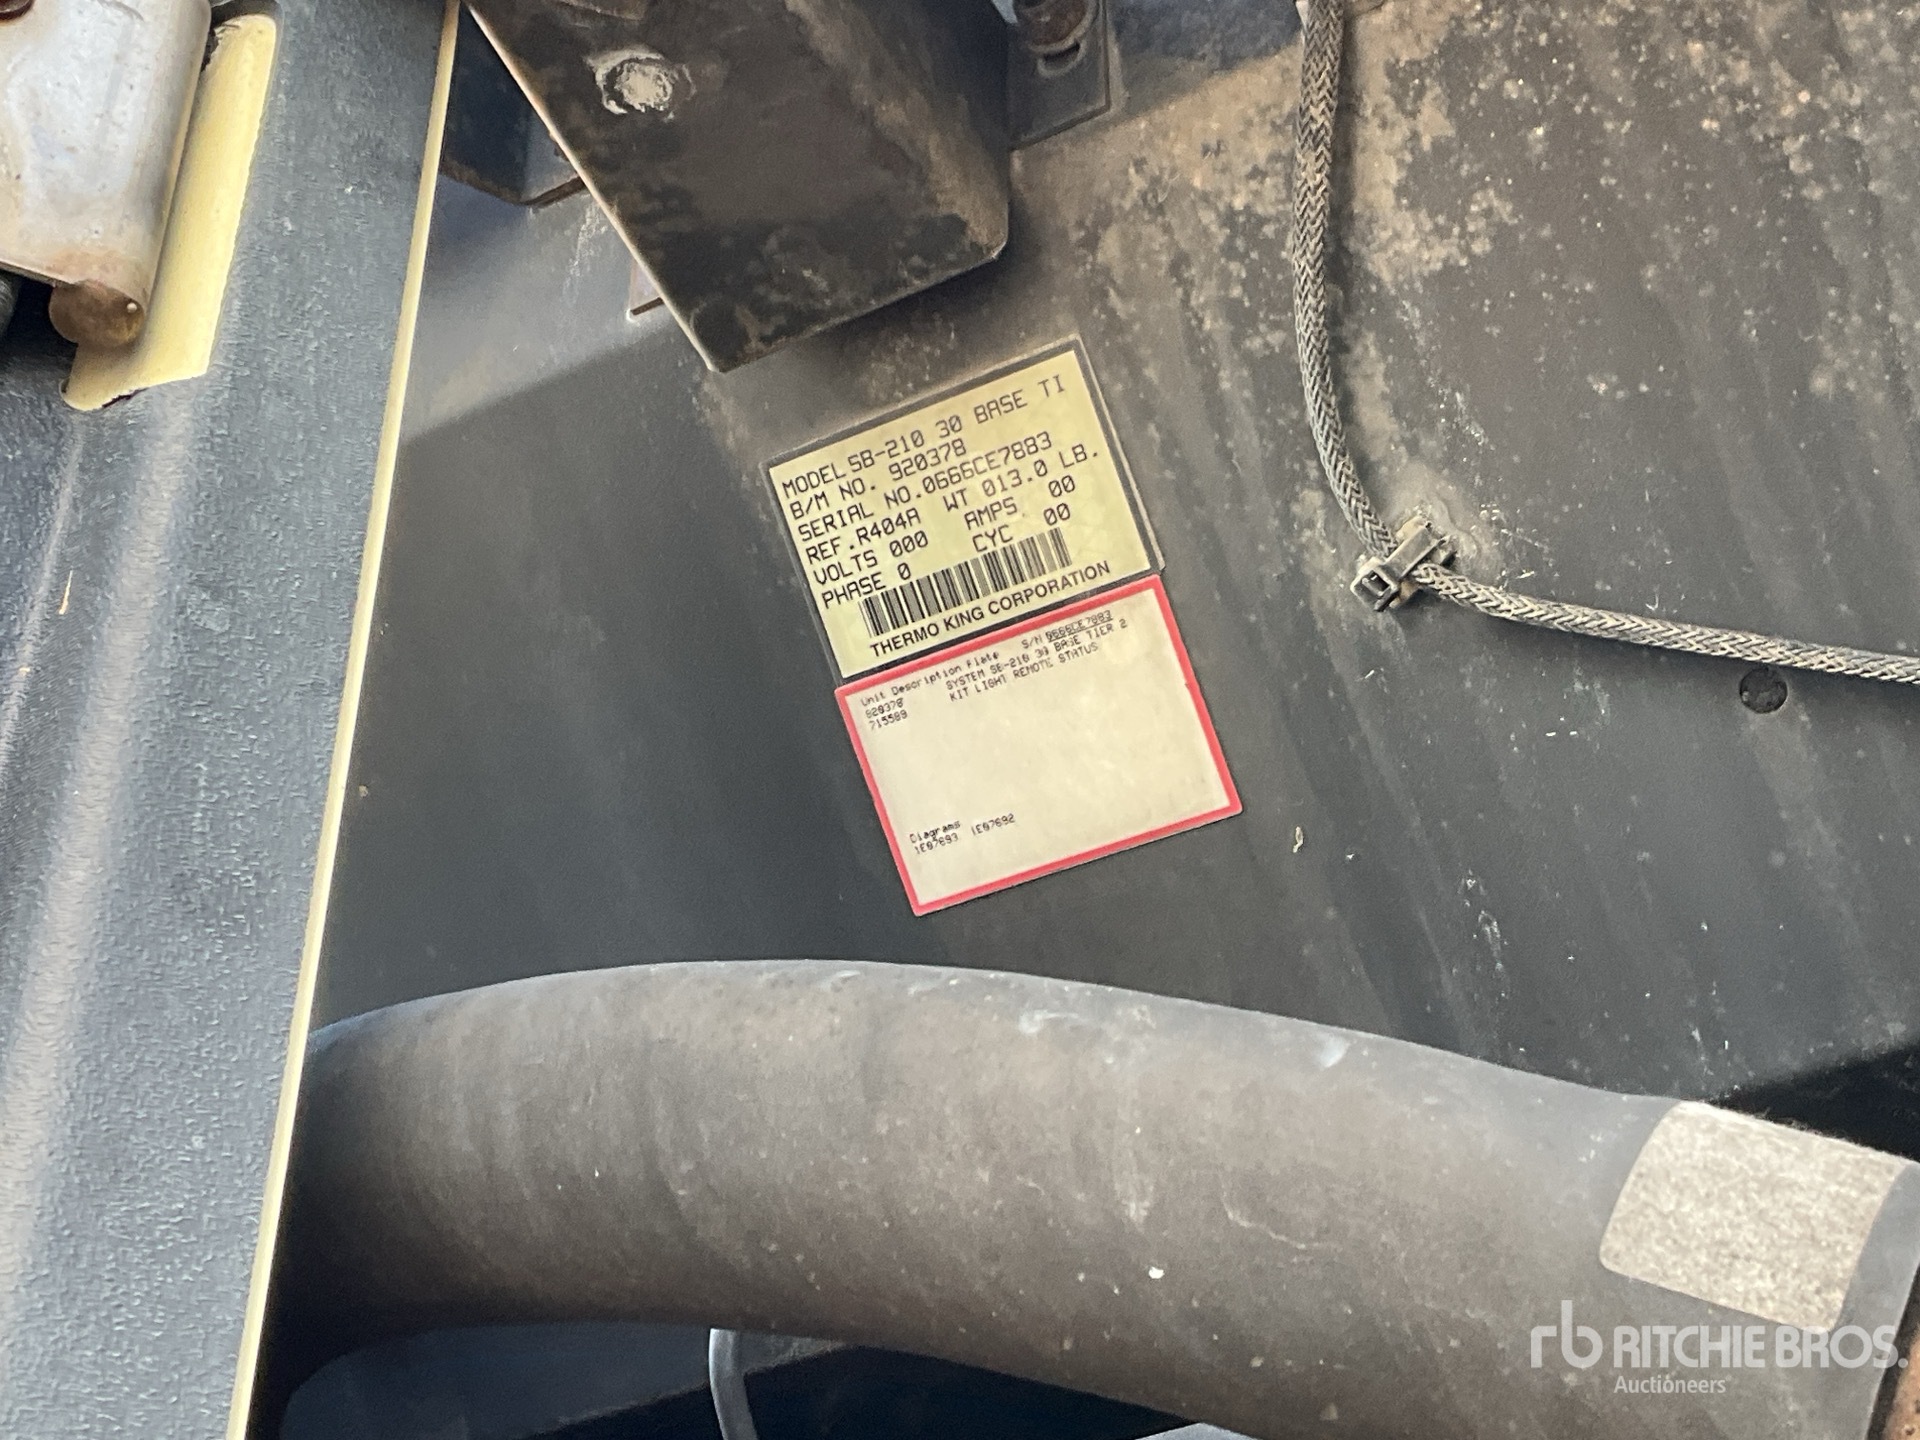 MODEL SB-210 30 BASE TI
B/M NO. 920378
SERIAL NO. 0666CE7883
REF. R404A WT 013.0 LB.
VOLTS 000 AMPS. 00
PHASE 0 CYC 00
THERMO KING CORPORATION
Unit Description Plate S/N 0666CE7883
920378 SYSTEM SB-210 30 BASE TIER 2
715589 KIT LIGHT REMOTE STATUS
Diagrams
1E07693 1E07692
rb RITCHIE BROS.
Auctioneers